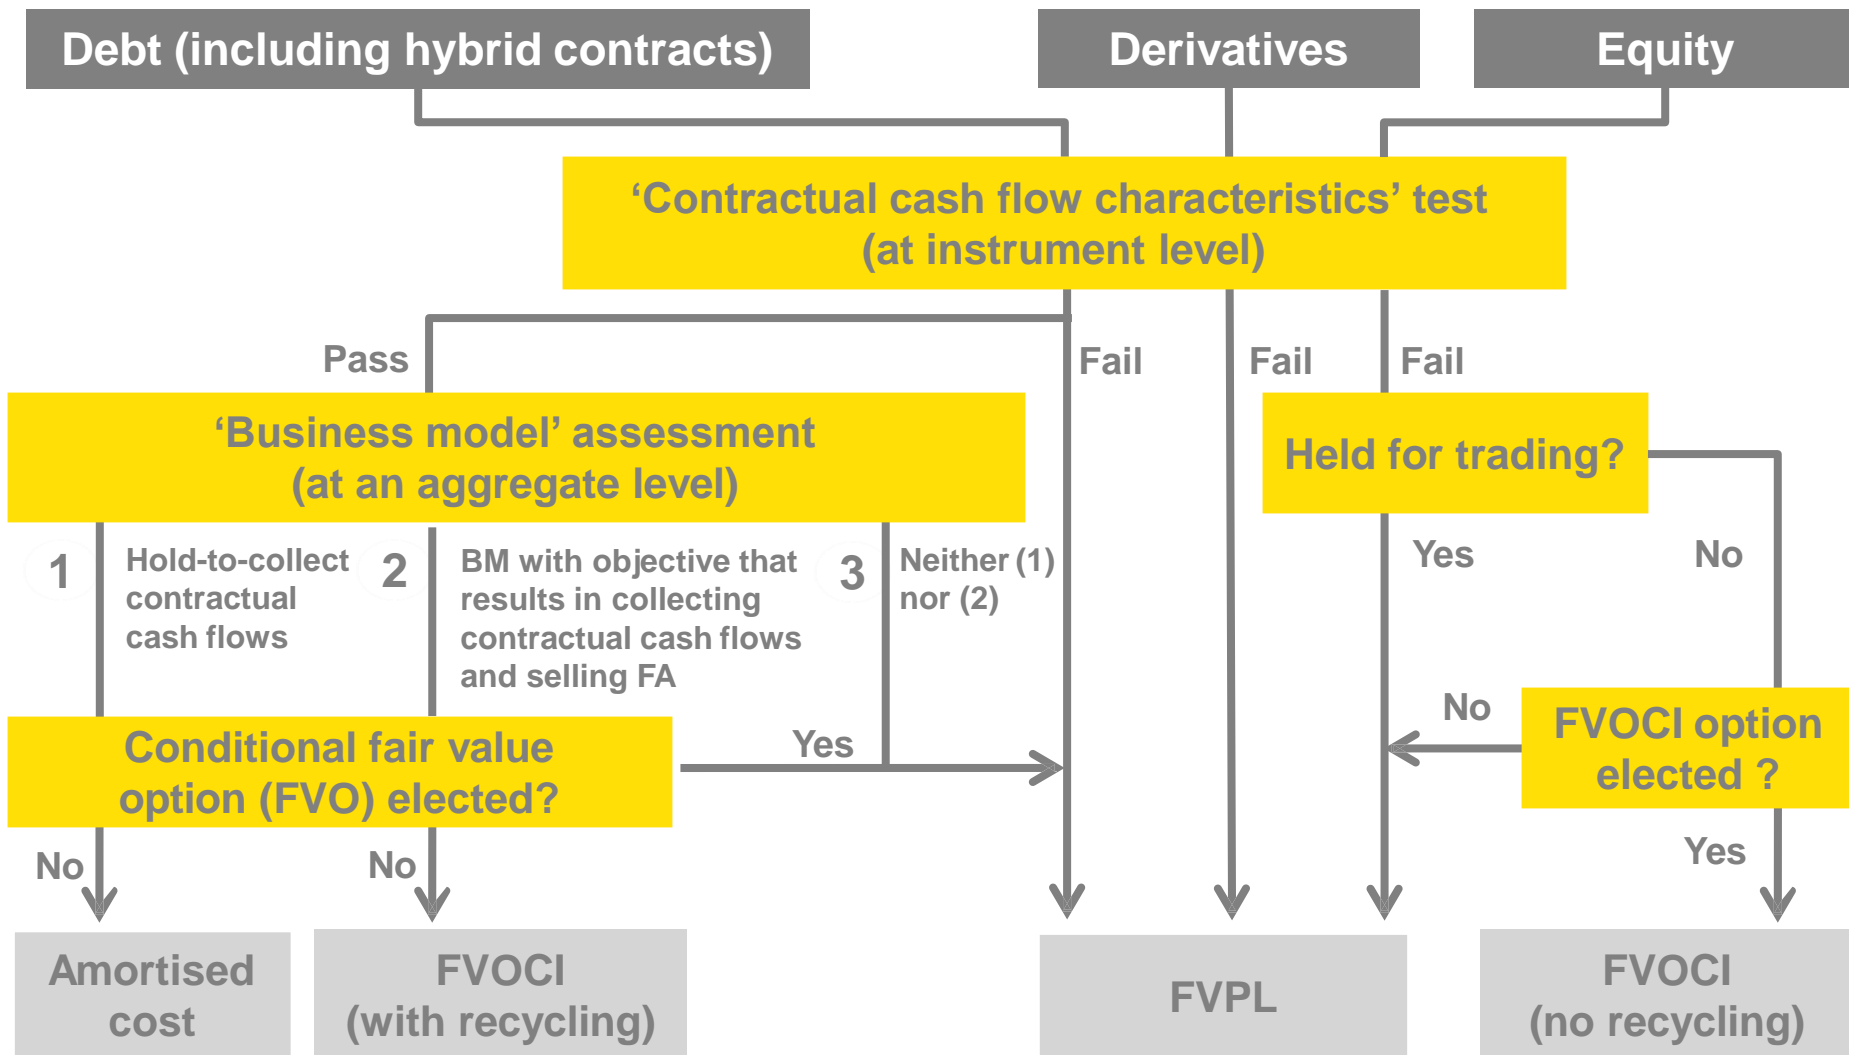 Debt (including hybrid contracts)
Derivatives
Equity
‘Contractual cash flow characteristics’ test
(at instrument level)
Pass
Fail
Fail
Fail
‘Business model’ assessment
(at an aggregate level)
Held for trading?
1
Hold-to-collect
contractual
cash flows
2
BM with objective that
results in collecting
contractual cash flows
and selling FA
3
Neither (1)
nor (2)
Yes
No
Conditional fair value
option (FVO) elected?
Yes
No
FVOCI option
elected ?
No
No
Yes
Amortised
cost
FVOCI
(with recycling)
FVPL
FVOCI
(no recycling)